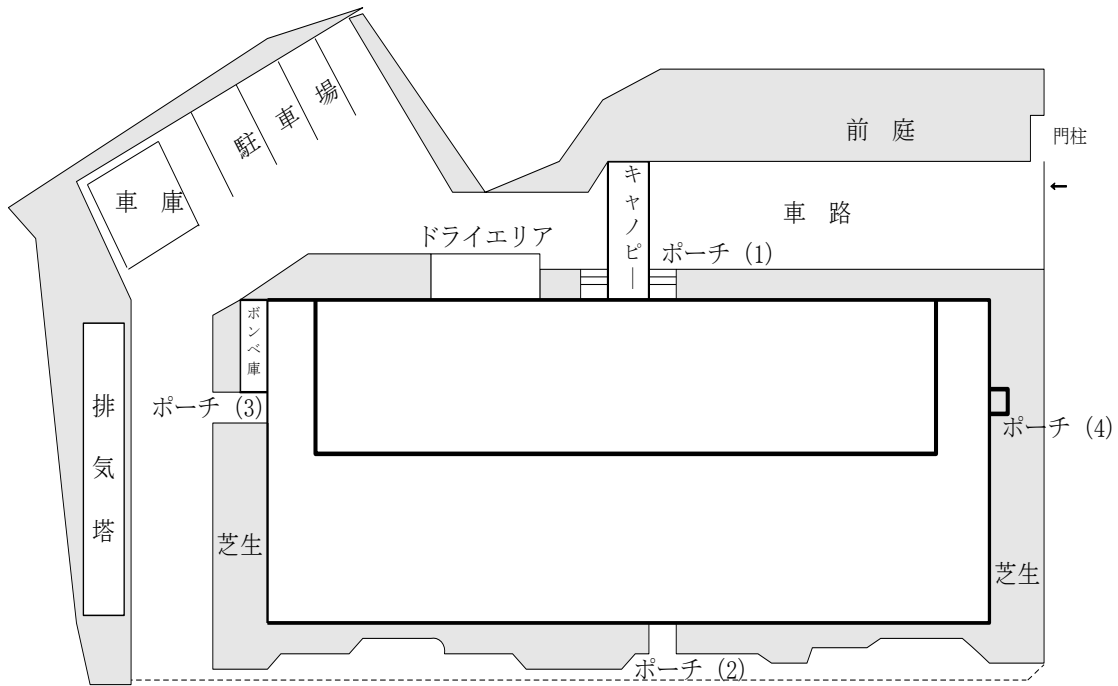 駐車場
前 庭
門柱
車 庫
キャノピー
車 路
←
ドライエリア
ポーチ (1)
ボンベ庫
排気塔
ポーチ (3)
ポーチ (4)
芝生
芝生
ポーチ (2)